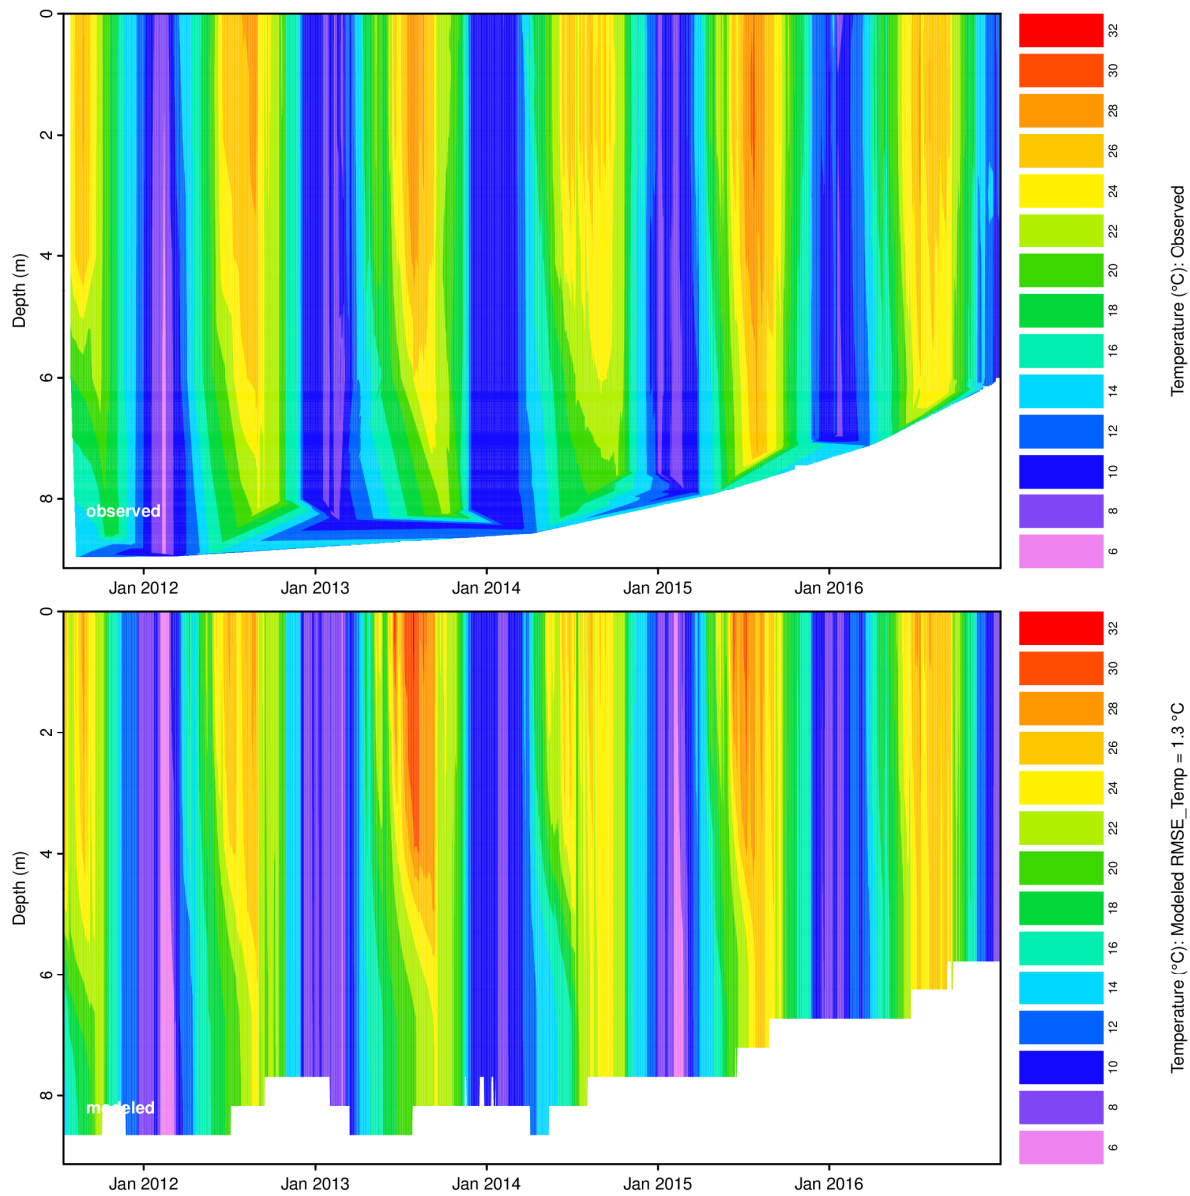 0
2
4
6
8
Depth (m)
observed
Jan 2012
Jan 2013
Jan 2014
Jan 2015
Jan 2016
32
30
28
26
24
22
20
18
16
14
12
10
8
6
Temperature (°C): Observed
0
2
4
6
8
Depth (m)
modeled
Jan 2012
Jan 2013
Jan 2014
Jan 2015
Jan 2016
32
30
28
26
24
22
20
18
16
14
12
10
8
6
Temperature (°C): Modeled RMSE_Temp = 1.3 °C